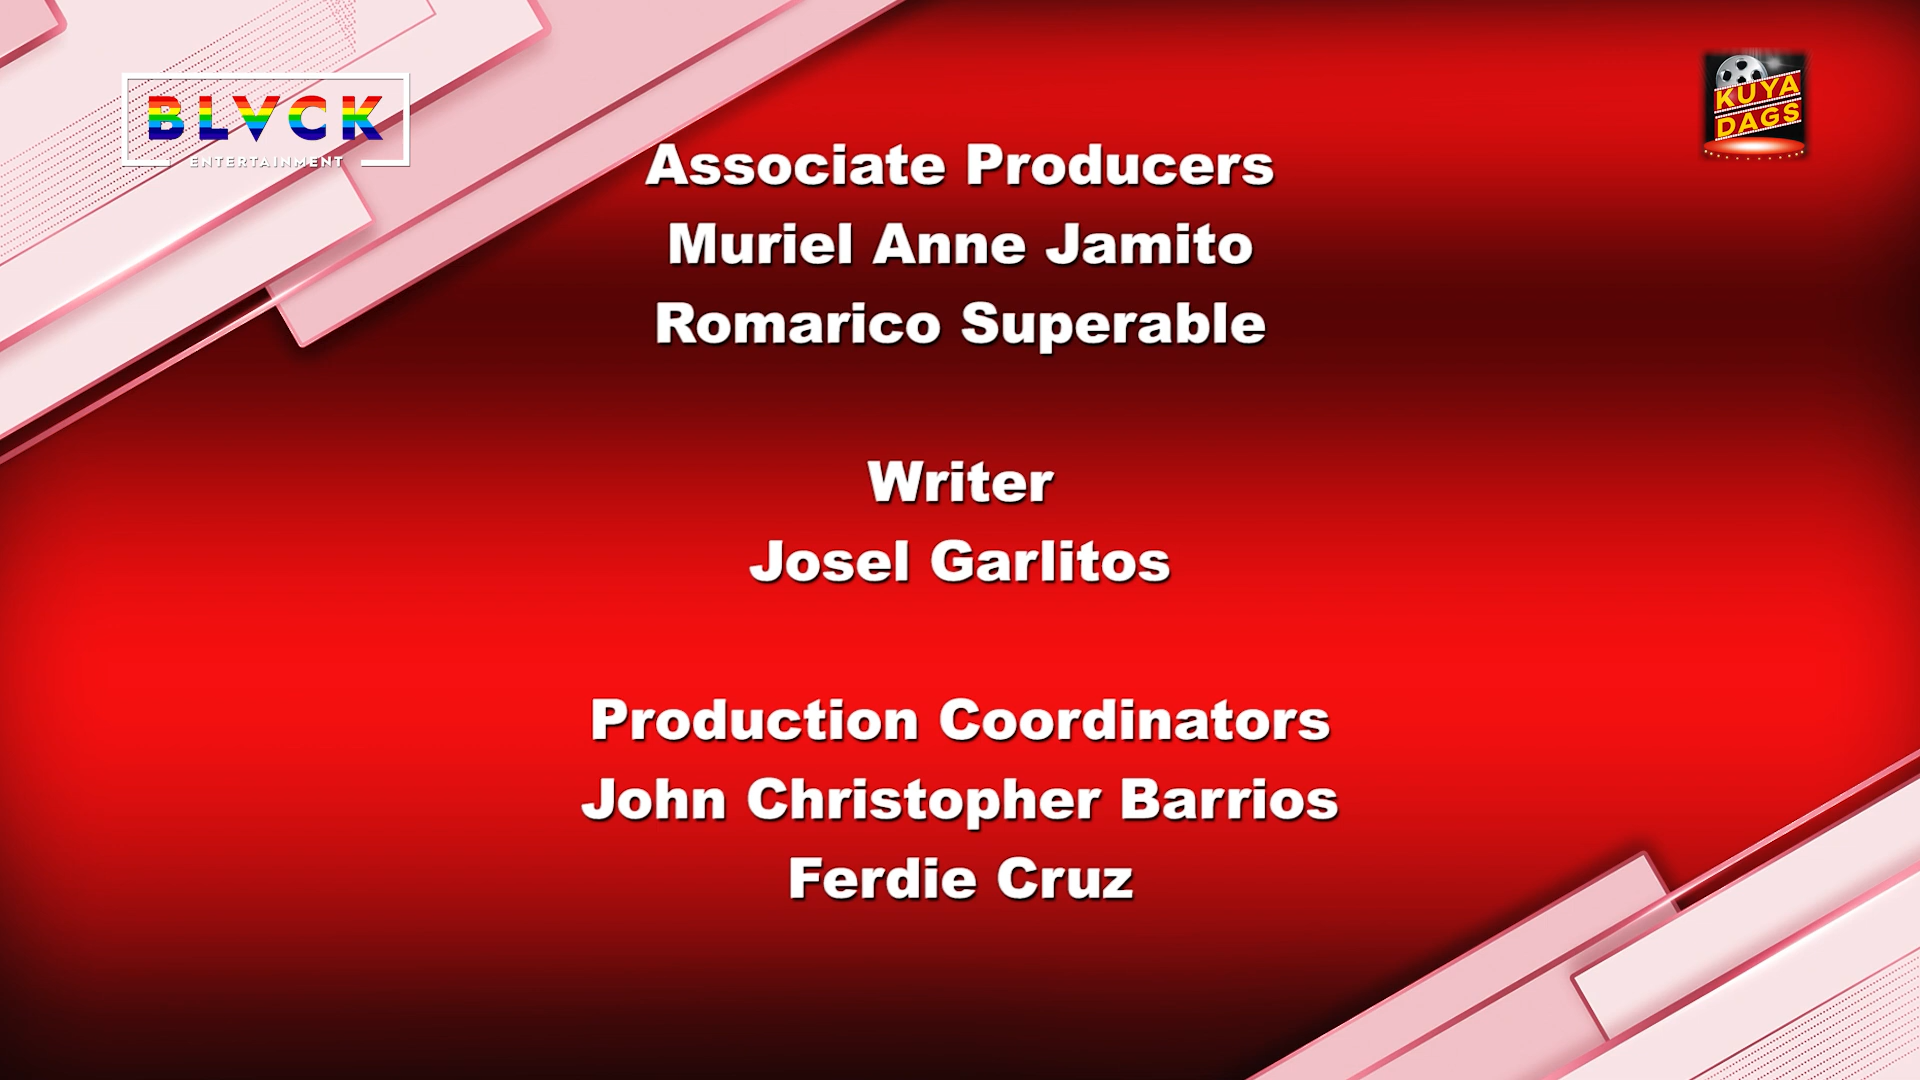 BLVCK
ENTERTAINMENT
KUYA
DAGS
Associate Producers
Muriel Anne Jamito
Romarico Superable
Writer
Josel Garlitos
Production Coordinators
John Christopher Barrios
Ferdie Cruz